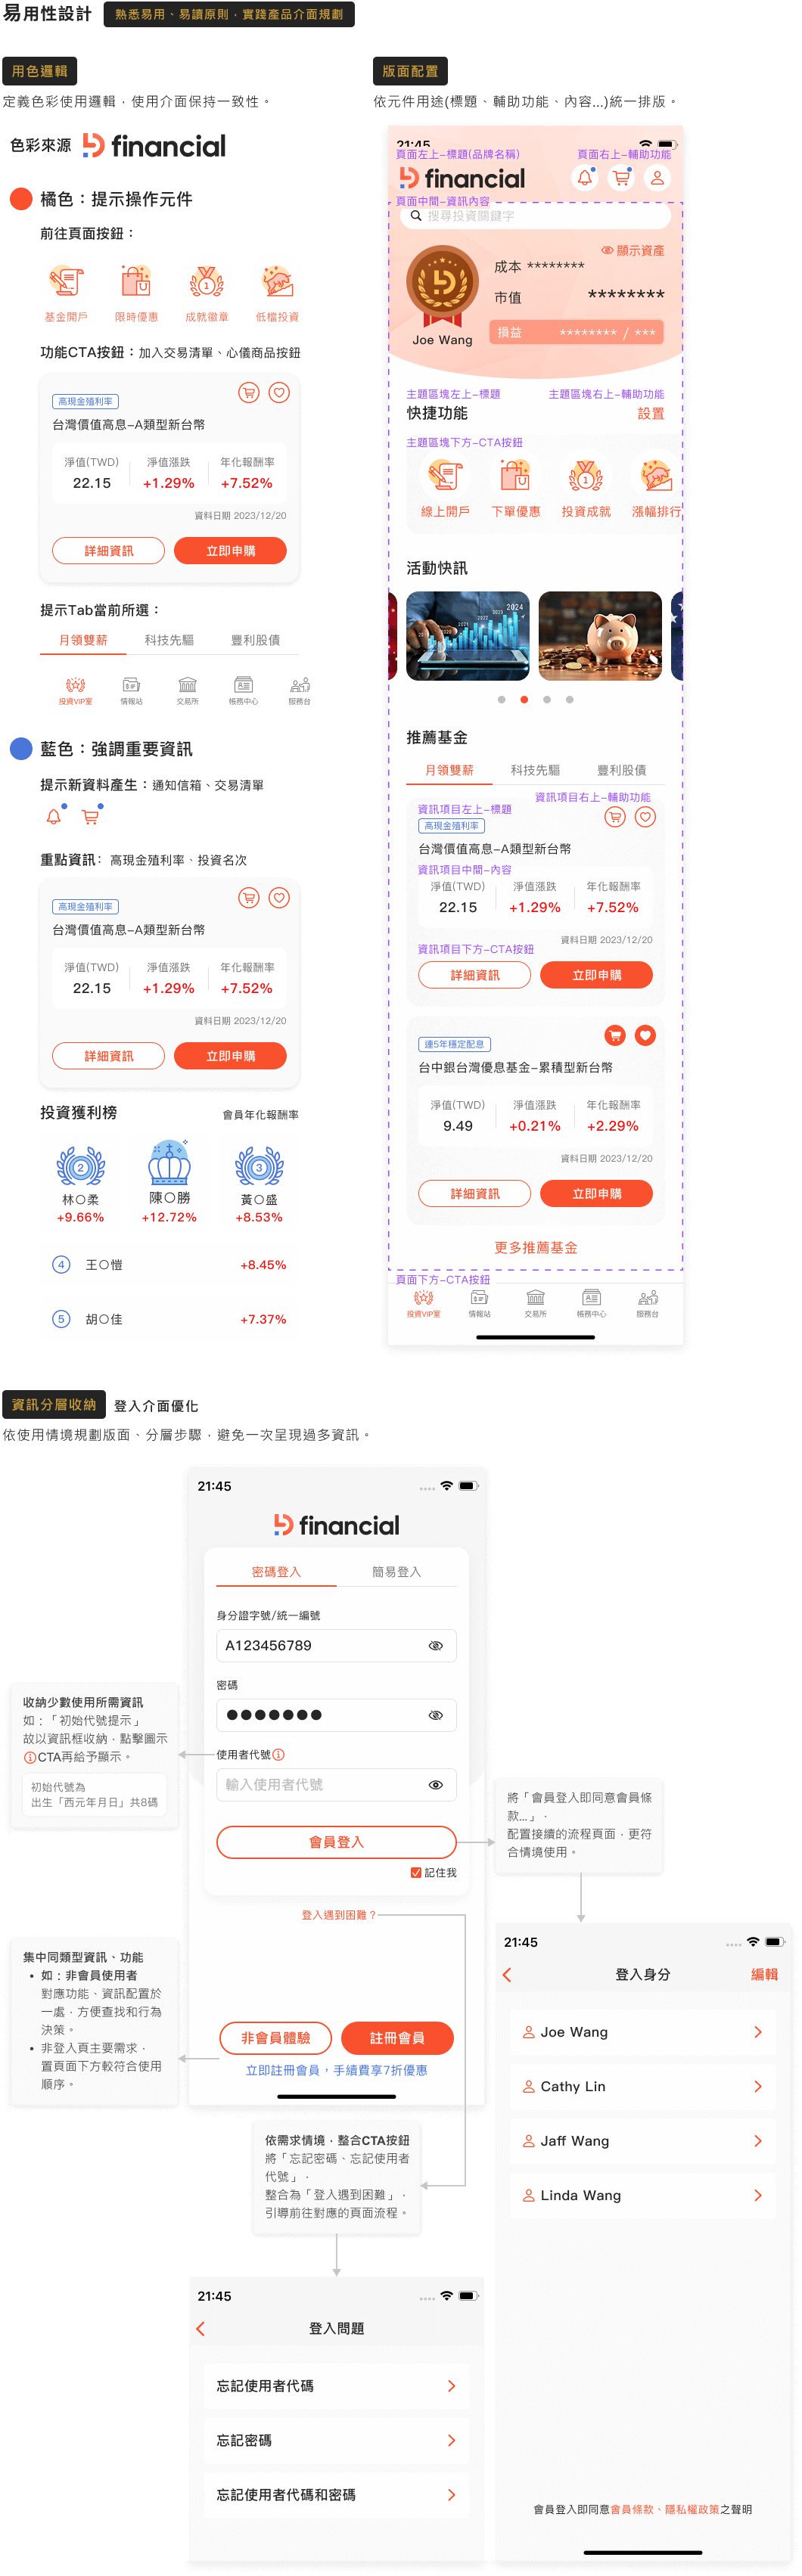 易用性設計
熟悉易用、易讀原則，實踐產品介面規劃
用色邏輯
定義色彩使用邏輯，使用介面保持一致性。
色彩來源 financial
橘色：提示操作元件
前往頁面按鈕：
基金開戶 限時優惠 成就徽章 低檔投資
功能CTA按鈕：加入交易清單、心儀商品按鈕
高現金殖利率
台灣價值高息-A類型新台幣
淨值(TWD) 淨值漲跌 年化報酬率
22.15 +1.29% +7.52%
資料日期 2023/12/20
詳細資訊 立即申購
提示Tab當前所選：
月領雙薪 科技先驅 豐利股債
投資VIP室 情報站 交易所 帳務中心 服務台
藍色：強調重要資訊
提示新資料產生：通知信箱、交易清單
重點資訊：高現金殖利率、投資名次
高現金殖利率
台灣價值高息-A類型新台幣
淨值(TWD) 淨值漲跌 年化報酬率
22.15 +1.29% +7.52%
資料日期 2023/12/20
詳細資訊 立即申購
投資獲利榜 會員年化報酬率
2 3
林〇柔 陳〇勝 黃〇盛
+9.66% +12.72% +8.53%
4 王〇愷 +8.45%
5 胡〇佳 +7.37%
版面配置
依元件用途(標題、輔助功能、內容...)統一排版。
21:45
頁面左上-標題(品牌名稱) 頁面右上-輔助功能
financial
頁面中間-資訊內容
搜尋投資關鍵字
顯示資產
成本 ********
市值 ********
Joe Wang
損益 ******** / ***
主題區塊左上-標題 主題區塊右上-輔助功能
快捷功能 設置
主題區塊下方-CTA按鈕
線上開戶 下單優惠 投資成就 漲幅排行
活動快訊
2021 2022 2023 2024
推薦基金
月領雙薪 科技先驅 豐利股債
資訊項目右上-輔助功能
資訊項目左上-標題
高現金殖利率
台灣價值高息-A類型新台幣
資訊項目中間-內容
淨值(TWD) 淨值漲跌 年化報酬率
22.15 +1.29% +7.52%
資料日期 2023/12/20
資訊項目下方-CTA按鈕
詳細資訊 立即申購
連5年穩定配息
台中銀台灣優息基金-累積型新台幣
淨值(TWD) 淨值漲跌 年化報酬率
9.49 +0.21% +2.29%
資料日期 2023/12/20
詳細資訊 立即申購
更多推薦基金
頁面下方-CTA按鈕
投資VIP室 情報站 交易所 帳務中心 服務台
資訊分層收納 登入介面優化
依使用情境規劃版面、分層步驟，避免一次呈現過多資訊。
21:45
financial
密碼登入 簡易登入
身分證字號/統一編號
A123456789
密碼
使用者代號
輸入使用者代號
會員登入
記住我
登入遇到困難？
非會員體驗 註冊會員
立即註冊會員，手續費享7折優惠
收納少數使用所需資訊
如：「初始代號提示」
故以資訊框收納，點擊圖示
CTA再給予顯示。
初始代號為
出生「西元年月日」共8碼
集中同類型資訊、功能
• 如：非會員使用者
對應功能、資訊配置於
一處，方便查找和行為
決策。
• 非登入頁主要需求，
置頁面下方較符合使用
順序。
將「會員登入即同意會員條
款...」，
配置接續的流程頁面，更符
合情境使用。
21:45
登入身分 編輯
Joe Wang
Cathy Lin
Jaff Wang
Linda Wang
會員登入即同意會員條款、隱私權政策之聲明
依需求情境，整合CTA按鈕
將「忘記密碼、忘記使用者
代號」，
整合為「登入遇到困難」，
引導前往對應的頁面流程。
21:45
登入問題
忘記使用者代碼
忘記密碼
忘記使用者代碼和密碼